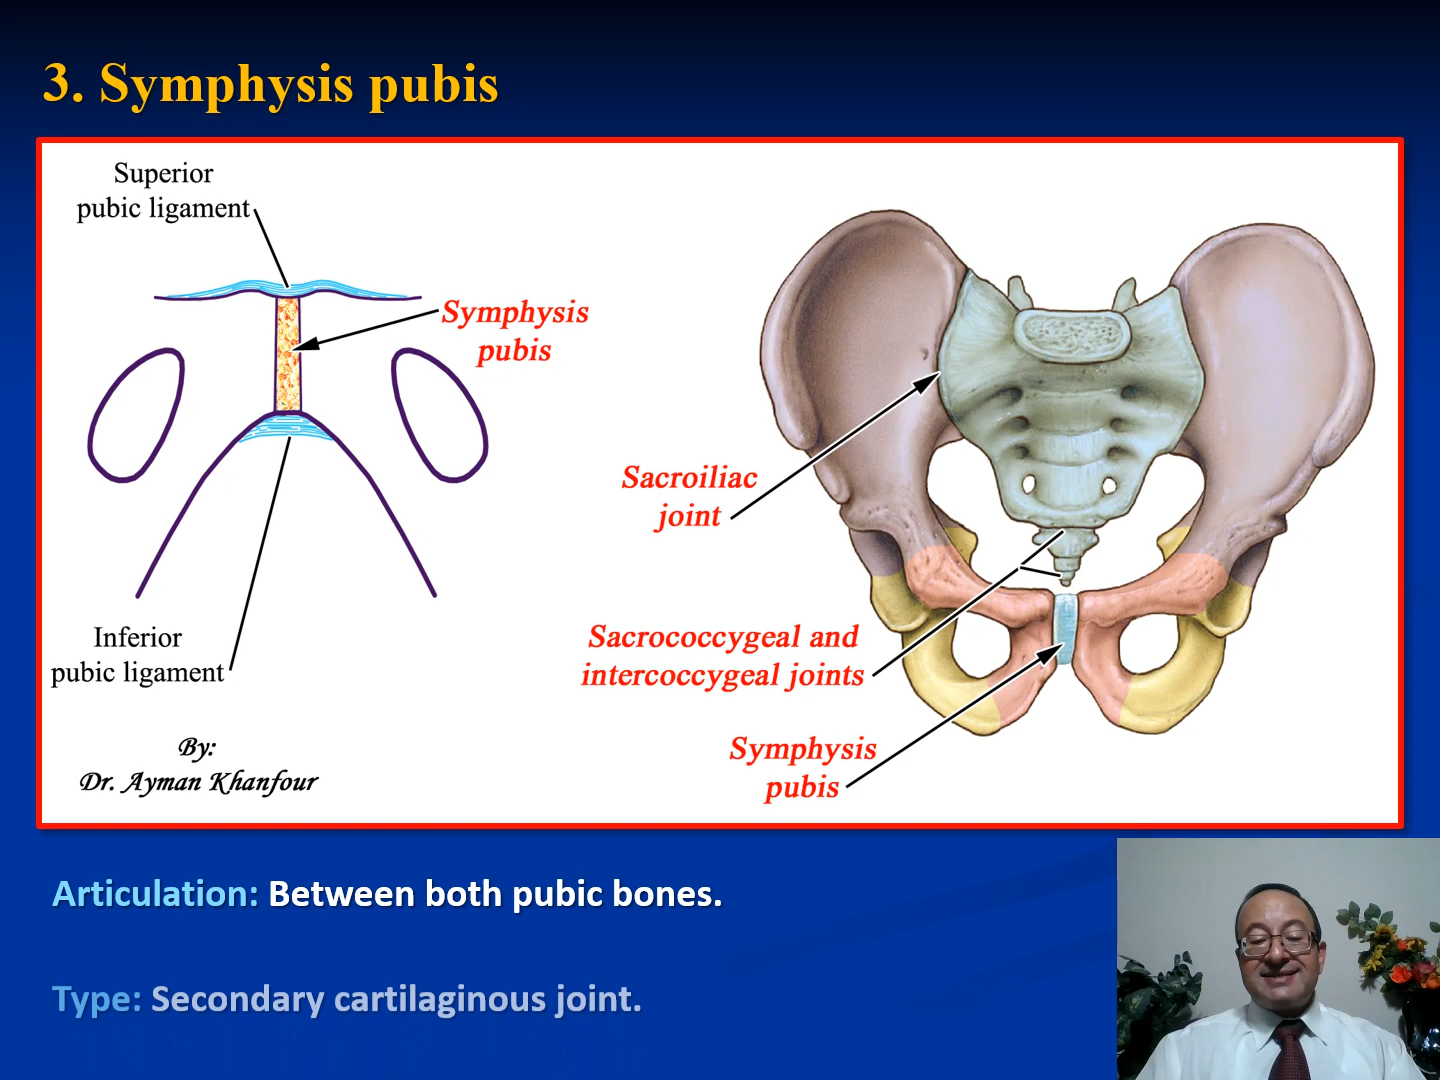 3. Symphysis pubis
Superior
pubic ligament
Symphysis
pubis
Sacroiliac
joint
Inferior
pubic ligament
Sacrococcygeal and
intercoccygeal joints
Symphysis
pubis
By:
Dr. Ayman Khanfour
Articulation: Between both pubic bones.
Type: Secondary cartilaginous joint.